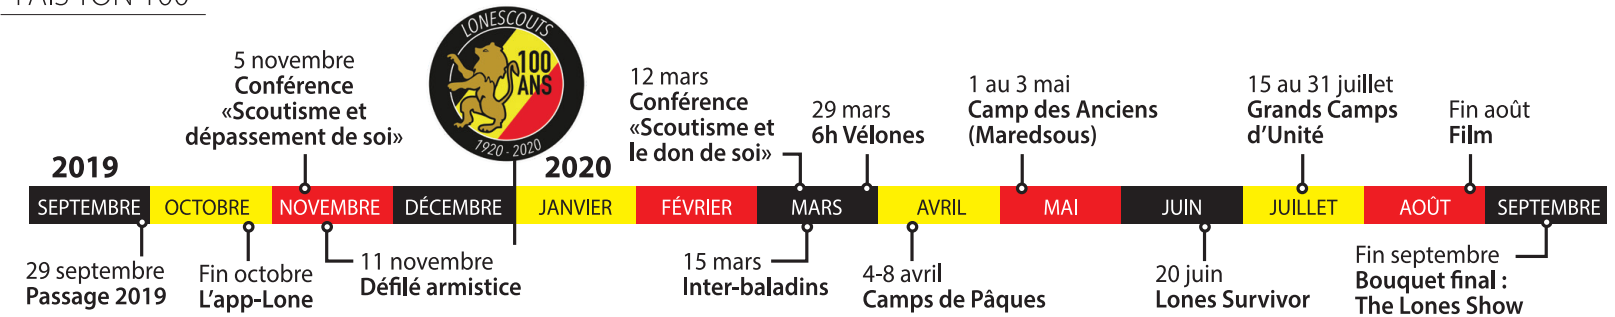 FAIS TON 100
LONESCOUTS
100
ANS
1920 - 2020
5 novembre
Conférence
«Scoutisme et
dépassement de soi»
12 mars
Conférence
«Scoutisme et
le don de soi»
29 mars
6h Vélones
1 au 3 mai
Camp des Anciens
(Maredsous)
15 au 31 juillet
Grands Camps
d'Unité
Fin août
Film
2019
2020
SEPTEMBRE OCTOBRE NOVEMBRE DÉCEMBRE JANVIER FÉVRIER MARS AVRIL MAI JUIN JUILLET AOÛT SEPTEMBRE
29 septembre
Passage 2019
Fin octobre
L'app-Lone
11 novembre
Défilé armistice
15 mars
Inter-baladins
4-8 avril
Camps de Pâques
20 juin
Lones Survivor
Fin septembre
Bouquet final :
The Lones Show